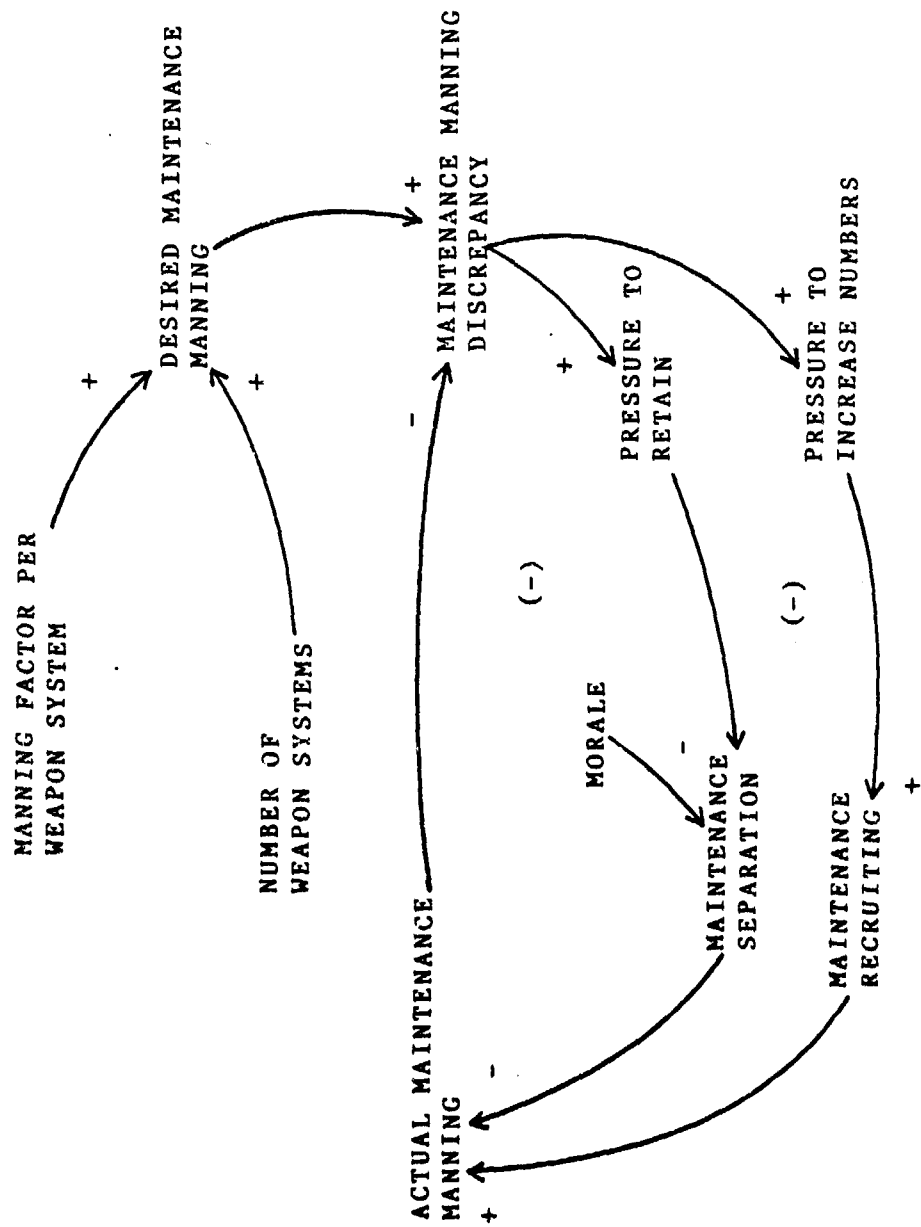 MANNING FACTOR PER
WEAPON SYSTEM
+
DESIRED MAINTENANCE
MANNING
NUMBER OF
WEAPON SYSTEMS
+
ACTUAL MAINTENANCE
MANNING
+
-
-
+
MAINTENANCE MANNING
DISCREPANCY
(-)
MORALE
-
MAINTENANCE
SEPARATION
+
PRESSURE TO
RETAIN
(-)
MAINTENANCE
RECRUITING
+
+
PRESSURE TO
INCREASE NUMBERS